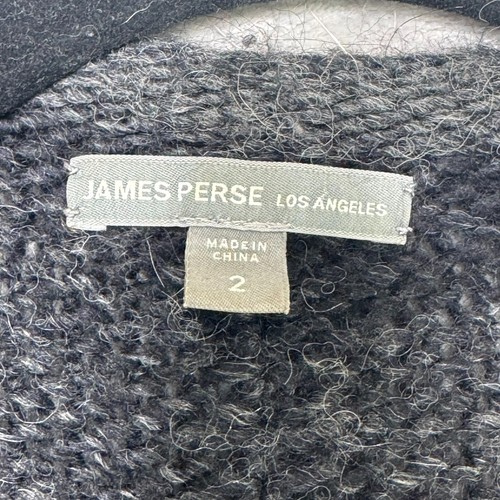 JAMES PERSE LOS ANGELES
MADE IN
CHINA
2